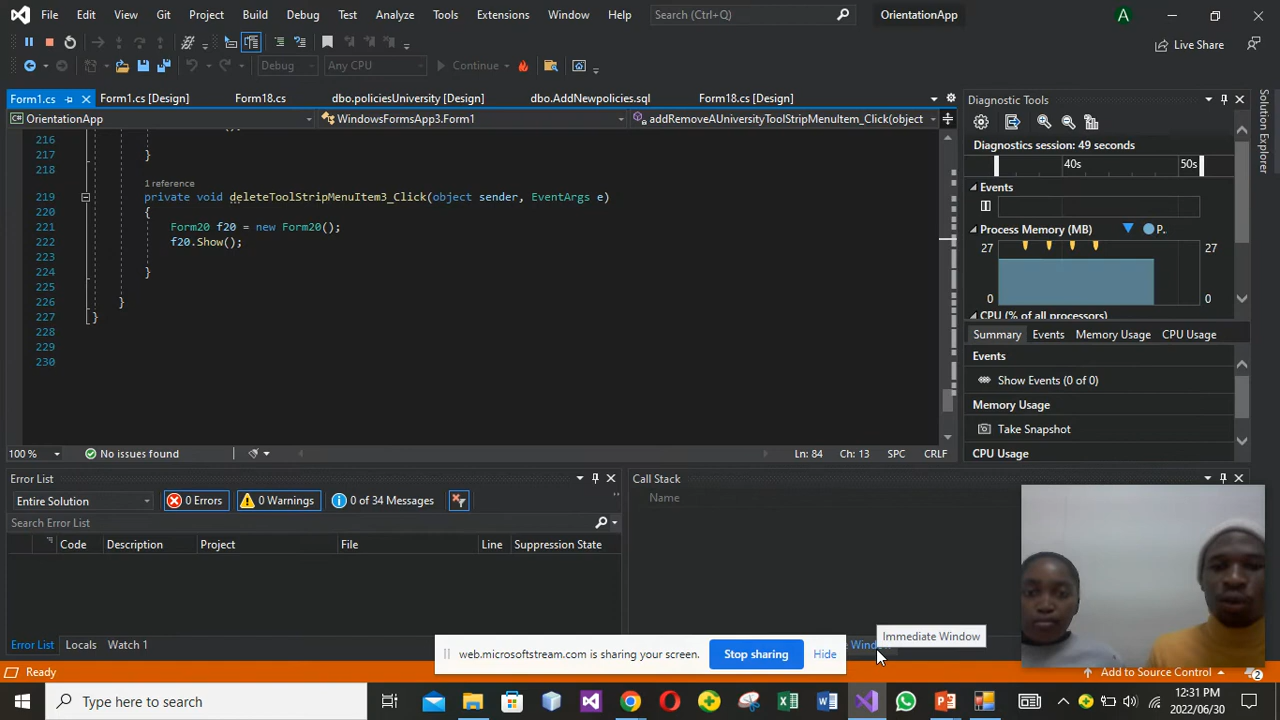 File Edit View Git Project Build Debug Test Analyze Tools Extensions Window Help Search (Ctrl+Q) OrientationApp A
Live Share
Debug Any CPU Continue
Form1.cs Form1.cs [Design] Form18.cs dbo.policiesUniversity [Design] dbo.AddNewpolicies.sql Form18.cs [Design]
OrientationApp WindowsFormsApp3.Form1 addRemoveAUniversityToolStripMenuItem_Click(object
216
217 }
218
1 reference
219 private void deleteToolStripMenuItem3_Click(object sender, EventArgs e)
220 {
221 Form20 f20 = new Form20();
222 f20.Show();
223
224 }
225
226 }
227 }
228
229
230
100 % No issues found Ln: 84 Ch: 13 SPC CRLF
Diagnostic Tools
Diagnostics session: 49 seconds
40s 50s
Events
Process Memory (MB) P.
27 27
0 0
CPU (% of all processors)
Summary Events Memory Usage CPU Usage
Events
Show Events (0 of 0)
Memory Usage
Take Snapshot
CPU Usage
Solution Explorer
Error List
Entire Solution 0 Errors 0 Warnings 0 of 34 Messages
Search Error List
Code Description Project File Line Suppression State
Error List Locals Watch 1
Call Stack
Name
Immediate Window
web.microsoftstream.com is sharing your screen. Stop sharing Hide
Ready
Add to Source Control 2
Type here to search
12:31 PM
2022/06/30